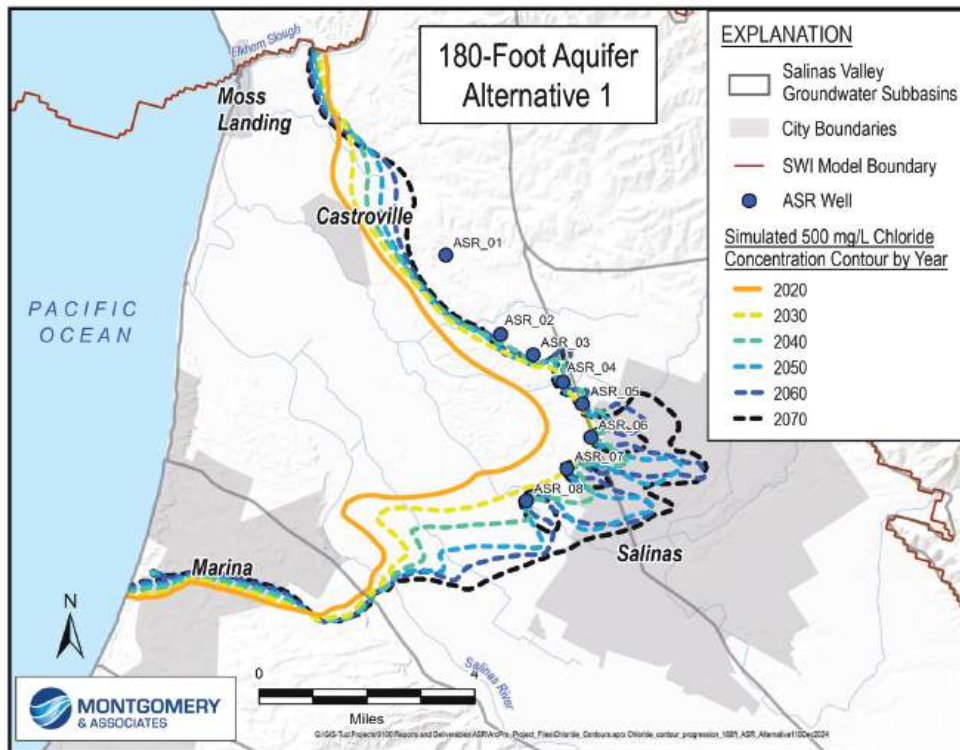 180-Foot Aquifer
Alternative 1
EXPLANATION
Salinas Valley
Groundwater Subbasins
City Boundaries
SWI Model Boundary
ASR Well
Simulated 500 mg/L Chloride
Concentration Contour by Year
2020
2030
2040
2050
2060
2070
Elkhorn Slough
Moss
Landing
Castroville
ASR_01
PACIFIC
OCEAN
ASR_02
ASR_03
ASR_04
ASR_05
ASR_06
ASR_07
ASR_08
Salinas
Marina
N
Salinas River
0
4
Miles
MONTGOMERY
& ASSOCIATES